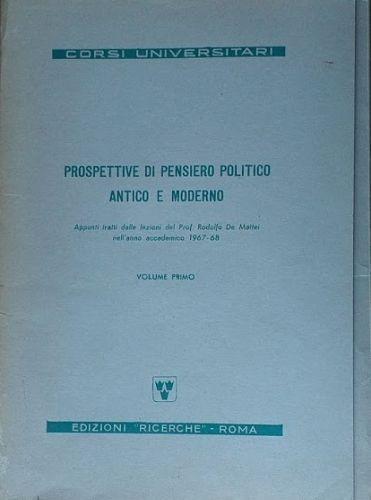 CORSI UNIVERSITARI
PROSPETTIVE DI PENSIERO POLITICO
ANTICO E MODERNO
Appunti tratti dalle lezioni del Prof. Rodolfo De Mattei
nell'anno accademico 1967-68
VOLUME PRIMO
EDIZIONI "RICERCHE" - ROMA